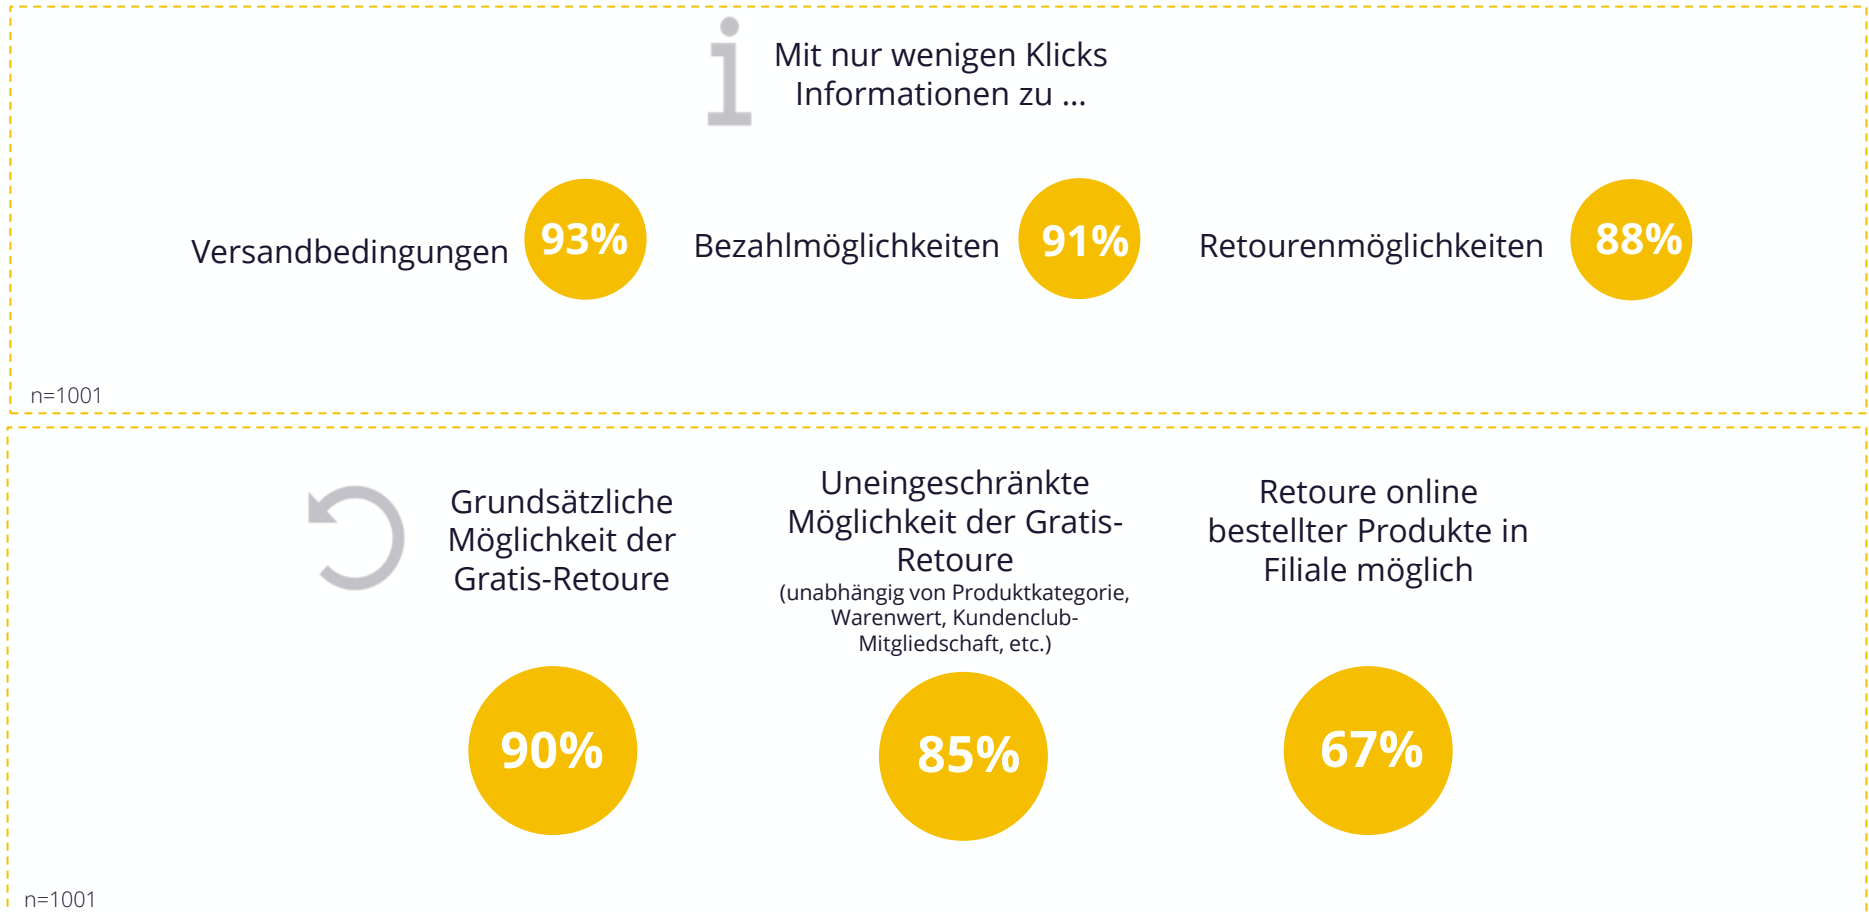 Mit nur wenigen Klicks
Informationen zu ...
Versandbedingungen
93%
Bezahlmöglichkeiten
91%
Retourenmöglichkeiten
88%
n=1001
Grundsätzliche
Möglichkeit der
Gratis-Retoure
90%
Uneingeschränkte
Möglichkeit der Gratis-
Retoure
(unabhängig von Produktkategorie,
Warenwert, Kundenclub-
Mitgliedschaft, etc.)
85%
Retoure online
bestellter Produkte in
Filiale möglich
67%
n=1001